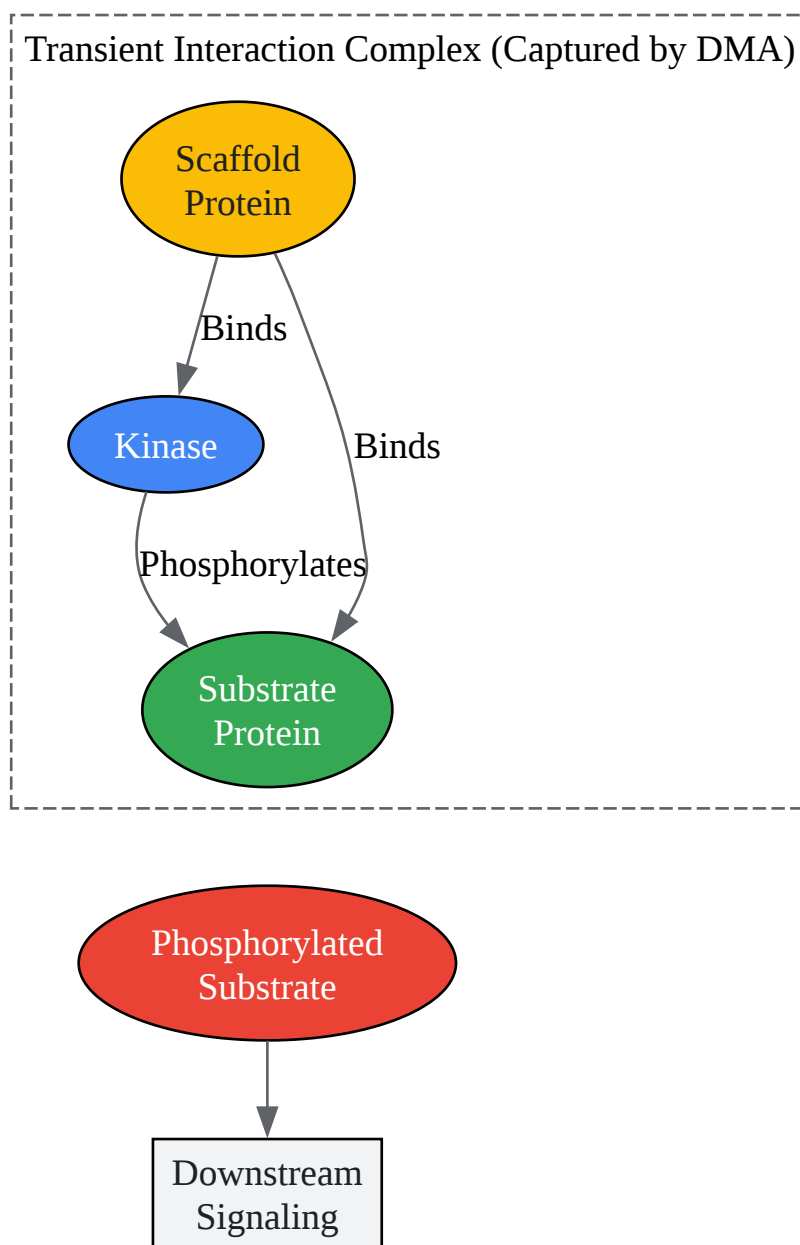 Transient Interaction Complex (Captured by DMA)
Scaffold
Protein
Binds
Kinase
Binds
Phosphorylates
Substrate
Protein
Phosphorylated
Substrate
Downstream
Signaling